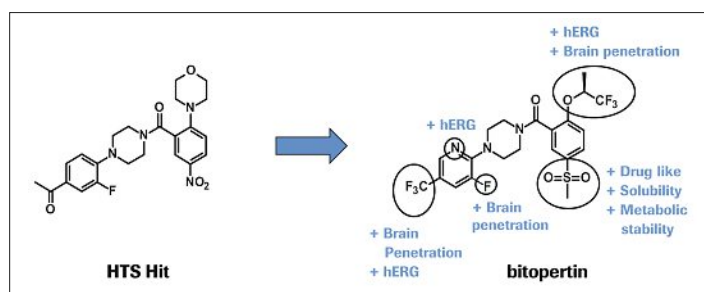 + hERG
+ Brain penetration
O
N
O
N
N
F
NO₂
O
HTS Hit
O
CF₃
O
+ hERG
N
N
N
F₃C
F
O=S=O
+ Drug like
+ Solubility
+ Metabolic
stability
+ Brain
penetration
+ Brain
Penetration
+ hERG
bitopertin